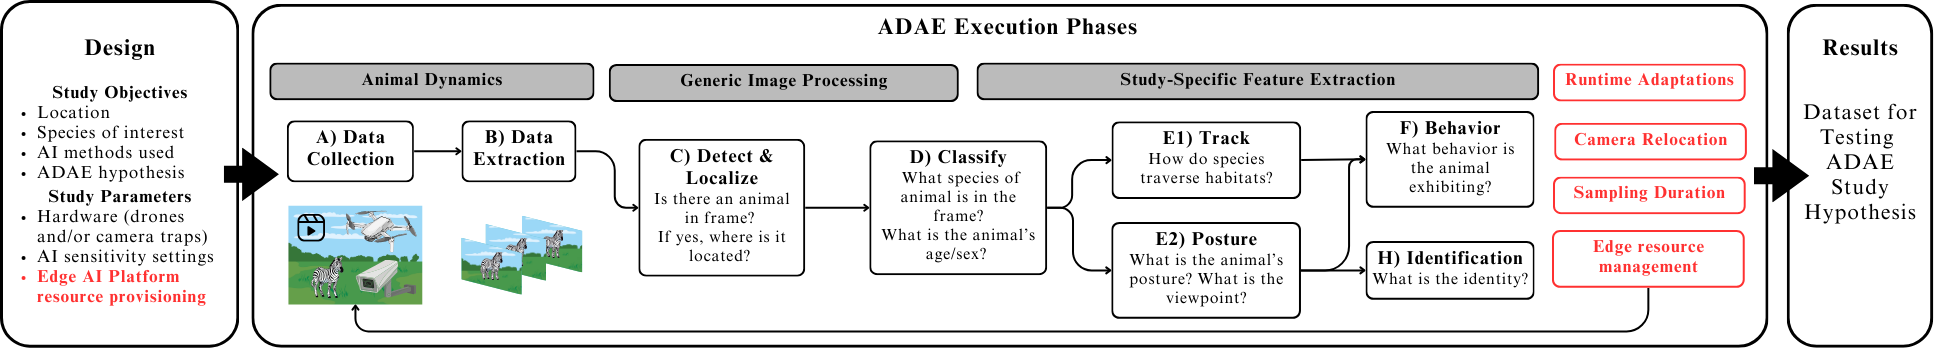 Design
Study Objectives
• Location
• Species of interest
• AI methods used
• ADAE hypothesis
Study Parameters
• Hardware (drones
and/or camera traps)
• AI sensitivity settings
• Edge AI Platform
resource provisioning
ADAE Execution Phases
Animal Dynamics
A) Data
Collection
B) Data
Extraction
Generic Image Processing
C) Detect &
Localize
Is there an animal
in frame?
If yes, where is it
located?
D) Classify
What species of
animal is in the
frame?
What is the animal's
age/sex?
Study-Specific Feature Extraction
E1) Track
How do species
traverse habitats?
E2) Posture
What is the animal's
posture? What is the
viewpoint?
F) Behavior
What behavior is
the animal
exhibiting?
H) Identification
What is the identity?
Runtime Adaptations
Camera Relocation
Sampling Duration
Edge resource
management
Results
Dataset for
Testing
ADAE
Study
Hypothesis